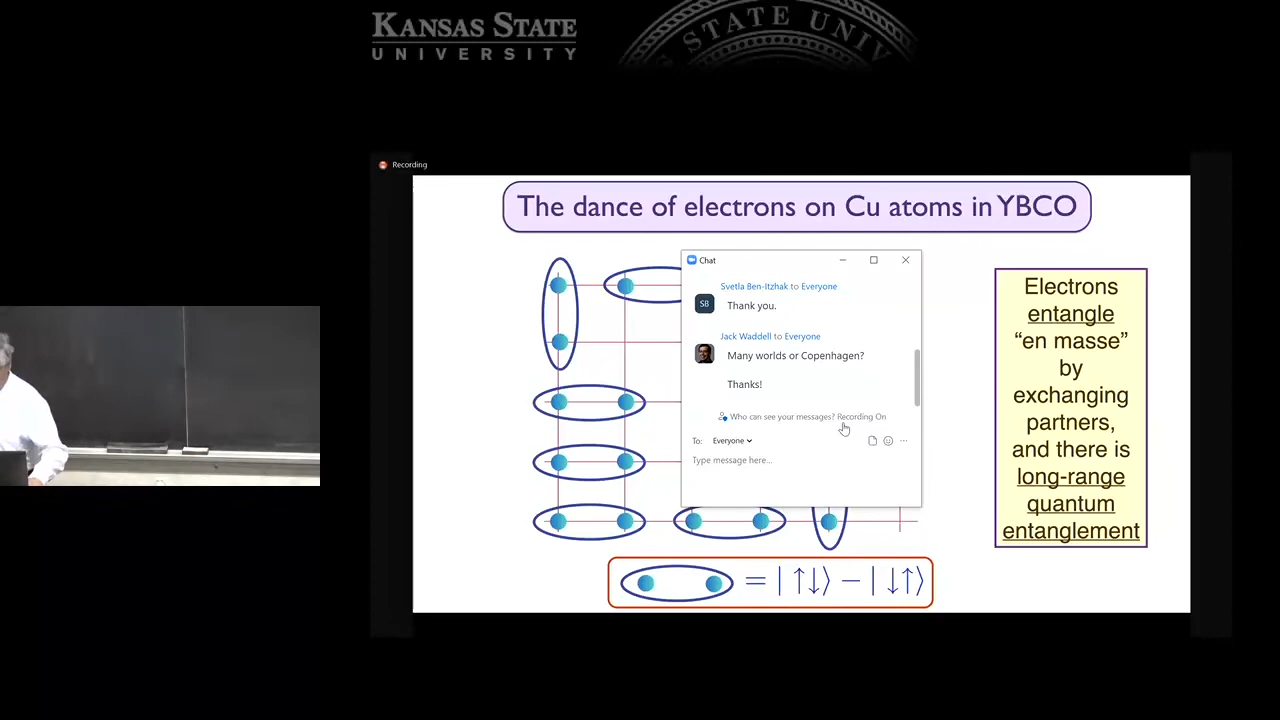 KANSAS STATE
UNIVERSITY
STATE UNIV
Recording
The dance of electrons on Cu atoms in YBCO
Chat
Svetla Ben-Itzhak to Everyone
SB
Thank you.
Jack Waddell to Everyone
Many worlds or Copenhagen?
Thanks!
Who can see your messages? Recording On
To: Everyone
Type message here...
Electrons
entangle
“en masse”
by
exchanging
partners,
and there is
long-range
quantum
entanglement
= | ↑↓⟩ − | ↓↑⟩